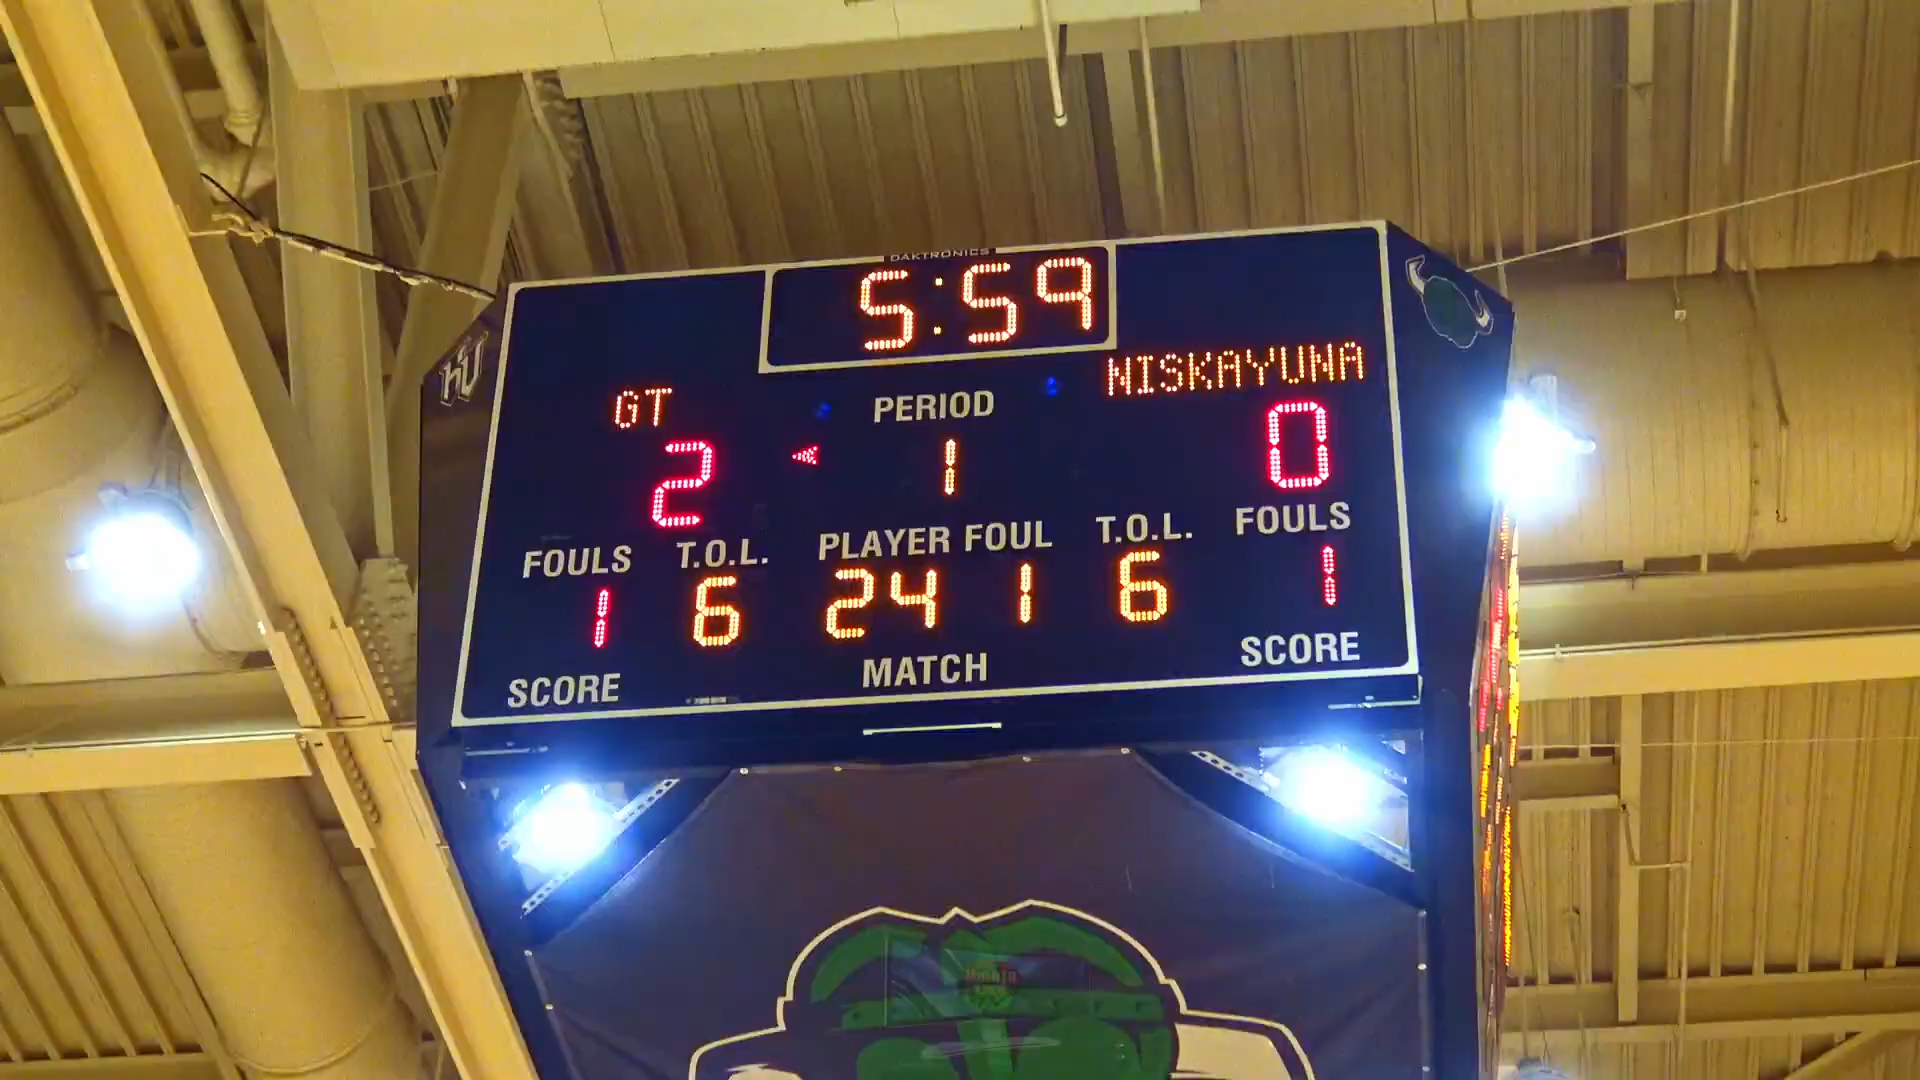 DAKTRONICS
5:59
GT PERIOD NISKAYUNA
2 1 0
FOULS T.O.L. PLAYER FOUL T.O.L. FOULS
1 6 24 1 6 1
SCORE MATCH SCORE